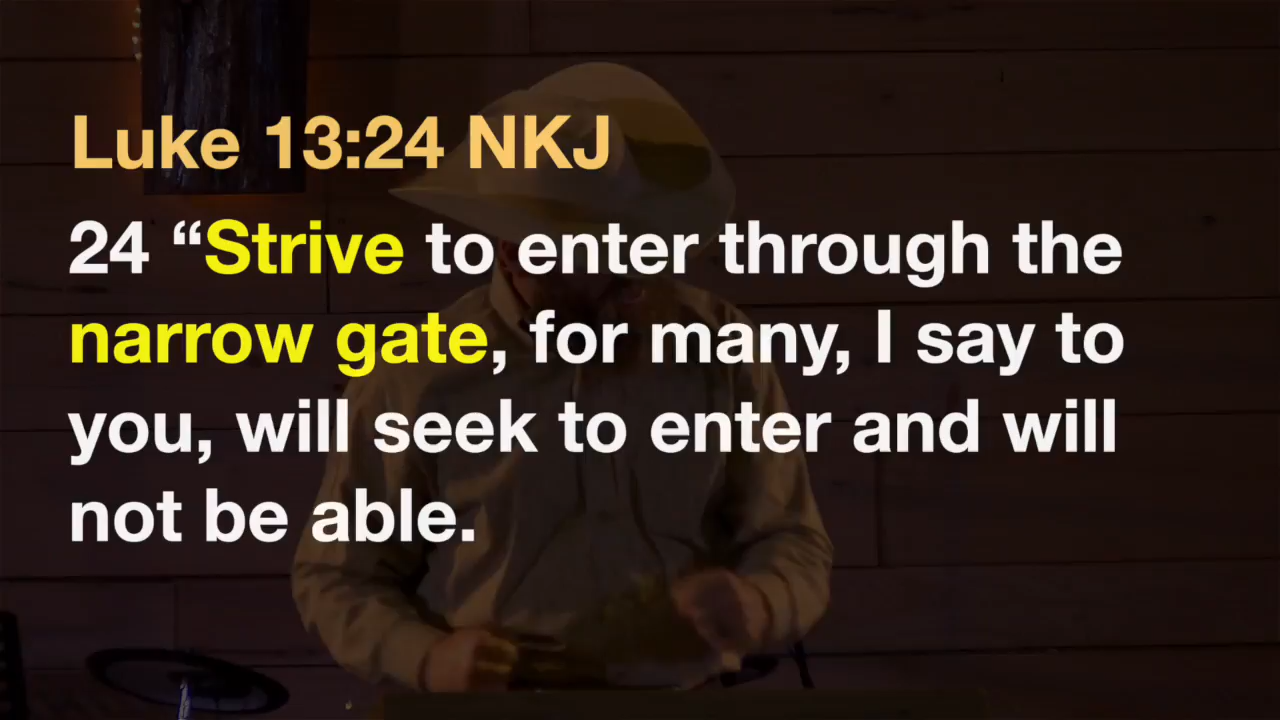 Luke 13:24 NKJ
24 “Strive to enter through the
narrow gate, for many, I say to
you, will seek to enter and will
not be able.